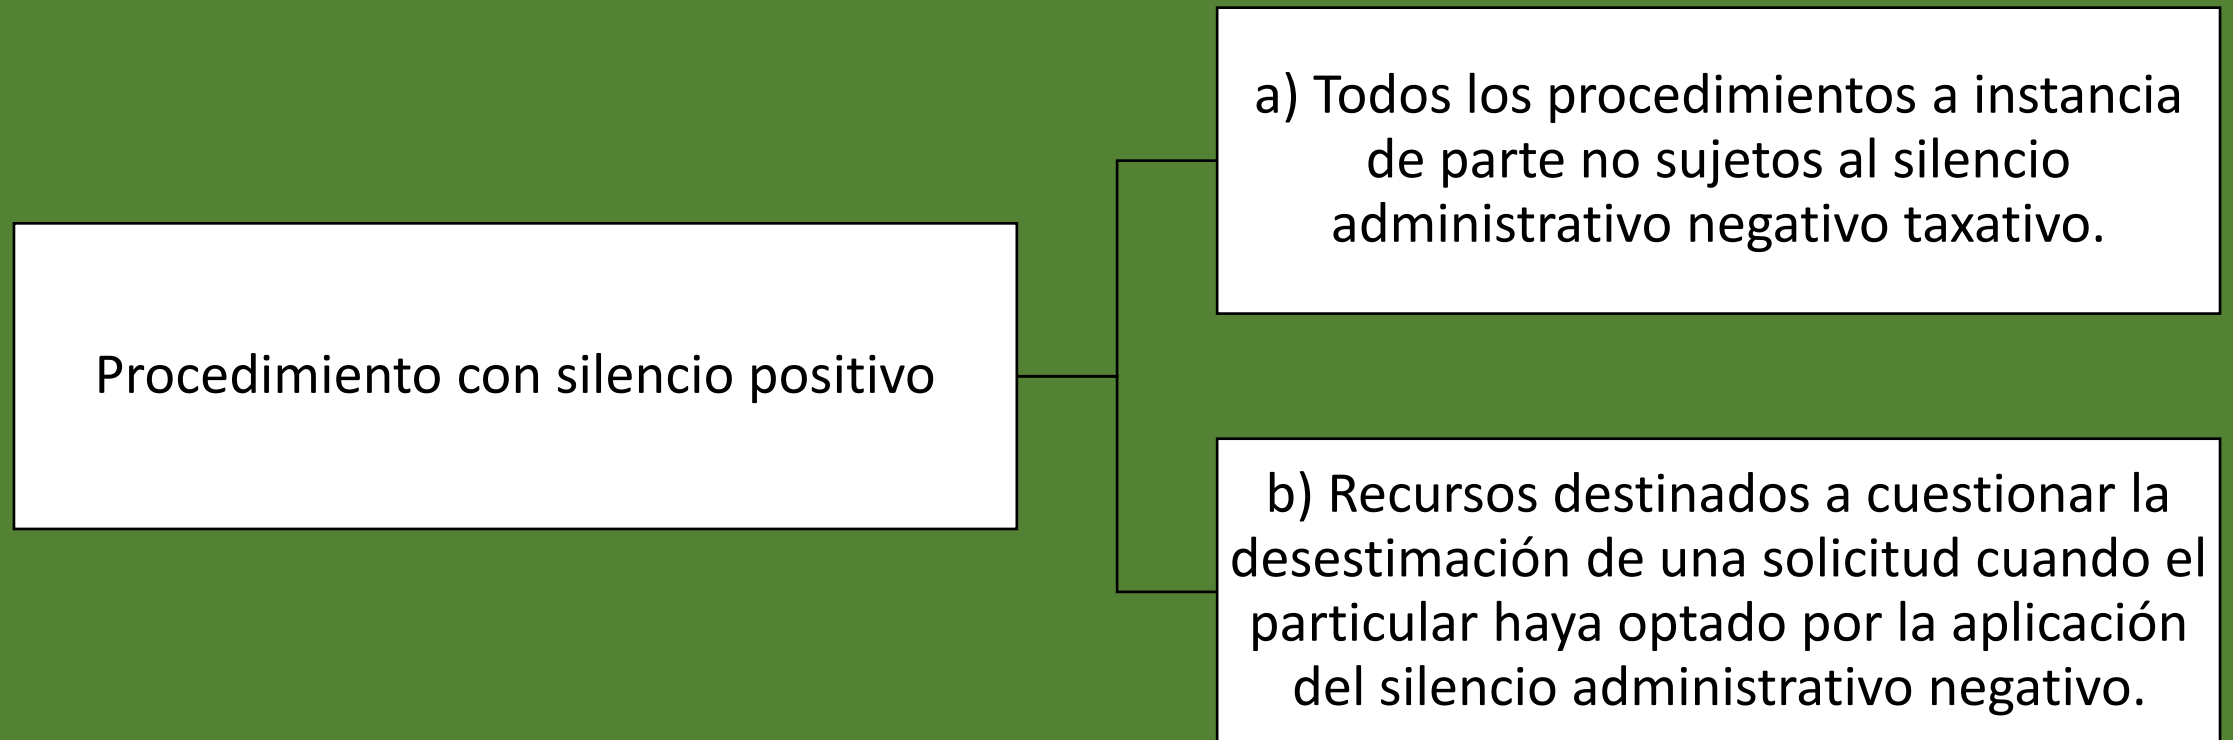 Procedimiento con silencio positivo
a) Todos los procedimientos a instancia
de parte no sujetos al silencio
administrativo negativo taxativo.
b) Recursos destinados a cuestionar la
desestimación de una solicitud cuando el
particular haya optado por la aplicación
del silencio administrativo negativo.